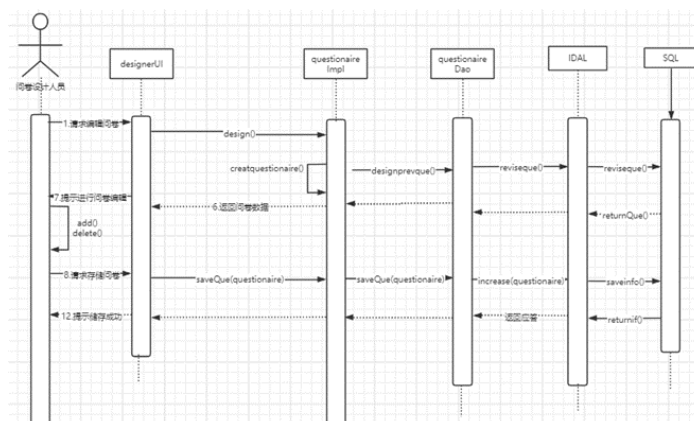 designerUI
questionaire
Impl
questionaire
Dao
IDAL
SQL
问卷设计人员
1.请求编辑问卷
design()
creatquestionaire()
designprevque()
reviseque()
reviseque()
7.提示进行问卷编辑
6.返回问卷数据
returnQue()
add()
delete()
8.请求存储问卷
saveQue(questionaire)
saveQue(questionaire)
increase(questionaire)
saveinfo()
12.提示储存成功
返回应答
returnif()